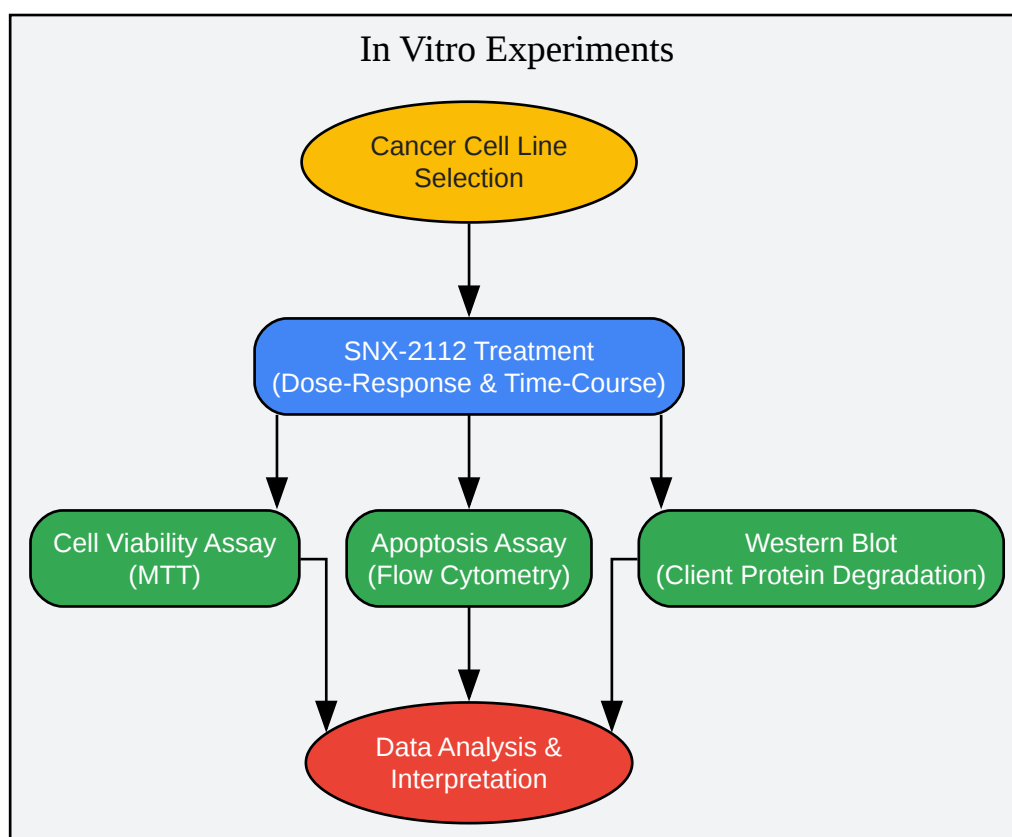 In Vitro Experiments
Cancer Cell Line
Selection
SNX-2112 Treatment
(Dose-Response & Time-Course)
Cell Viability Assay
(MTT)
Apoptosis Assay
(Flow Cytometry)
Western Blot
(Client Protein Degradation)
Data Analysis &
Interpretation